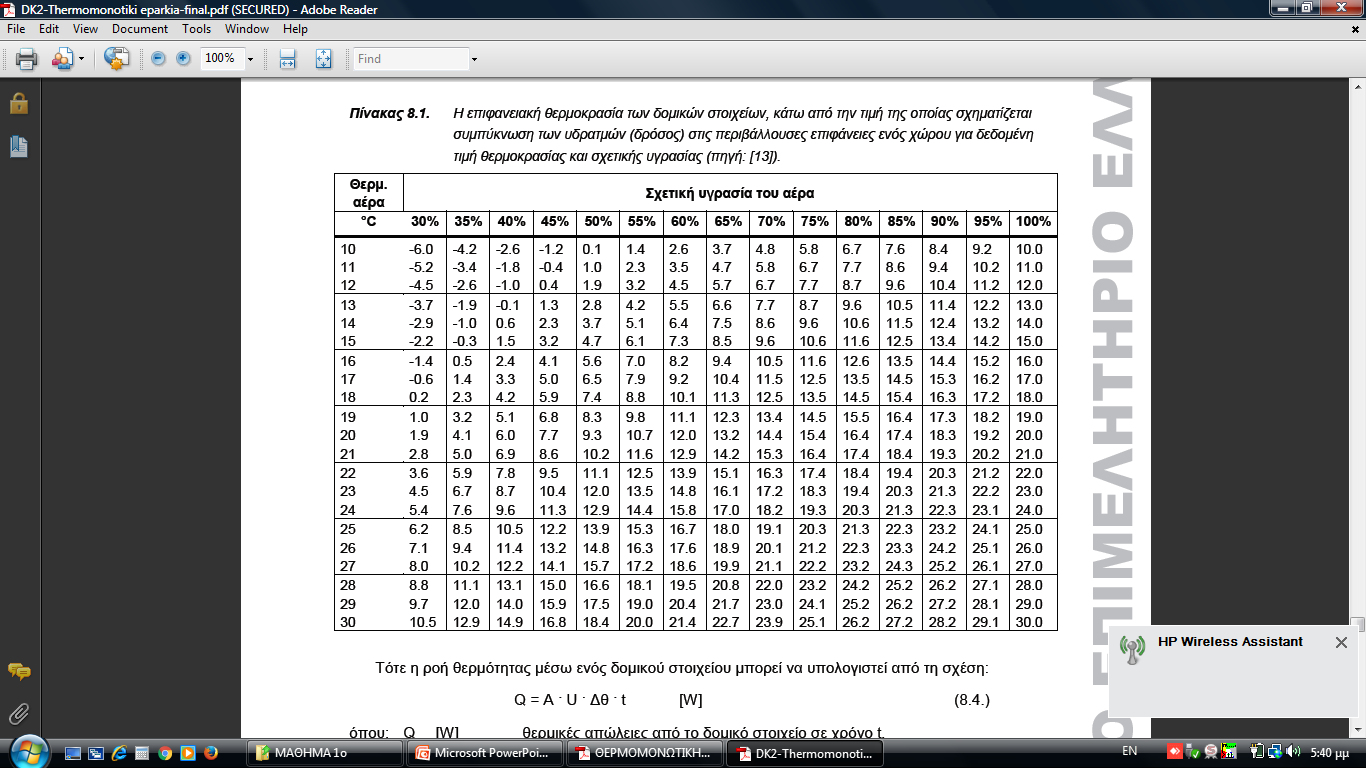 DK2-Thermomonotiki eparkia-final.pdf (SECURED) - Adobe Reader
File Edit View Document Tools Window Help
100% Find
Πίνακας 8.1. Η επιφανειακή θερμοκρασία των δομικών στοιχείων, κάτω από την τιμή της οποίας σχηματίζεται
συμπύκνωση των υδρατμών (δρόσος) στις περιβάλλουσες επιφάνειες ενός χώρου για δεδομένη
τιμή θερμοκρασίας και σχετικής υγρασίας (πηγή: [13]).
Θερμ.
αέρα
Σχετική υγρασία του αέρα
°C 30% 35% 40% 45% 50% 55% 60% 65% 70% 75% 80% 85% 90% 95% 100%
10 -6.0 -4.2 -2.6 -1.2 0.1 1.4 2.6 3.7 4.8 5.8 6.7 7.6 8.4 9.2 10.0
11 -5.2 -3.4 -1.8 -0.4 1.0 2.3 3.5 4.7 5.8 6.7 7.7 8.6 9.4 10.2 11.0
12 -4.5 -2.6 -1.0 0.4 1.9 3.2 4.5 5.7 6.7 7.7 8.7 9.6 10.4 11.2 12.0
13 -3.7 -1.9 -0.1 1.3 2.8 4.2 5.5 6.6 7.7 8.7 9.6 10.5 11.4 12.2 13.0
14 -2.9 -1.0 0.6 2.3 3.7 5.1 6.4 7.5 8.6 9.6 10.6 11.5 12.4 13.2 14.0
15 -2.2 -0.3 1.5 3.2 4.7 6.1 7.3 8.5 9.6 10.6 11.6 12.5 13.4 14.2 15.0
16 -1.4 0.5 2.4 4.1 5.6 7.0 8.2 9.4 10.5 11.6 12.6 13.5 14.4 15.2 16.0
17 -0.6 1.4 3.3 5.0 6.5 7.9 9.2 10.4 11.5 12.5 13.5 14.5 15.3 16.2 17.0
18 0.2 2.3 4.2 5.9 7.4 8.8 10.1 11.3 12.5 13.5 14.5 15.4 16.3 17.2 18.0
19 1.0 3.2 5.1 6.8 8.3 9.8 11.1 12.3 13.4 14.5 15.5 16.4 17.3 18.2 19.0
20 1.9 4.1 6.0 7.7 9.3 10.7 12.0 13.2 14.4 15.4 16.4 17.4 18.3 19.2 20.0
21 2.8 5.0 6.9 8.6 10.2 11.6 12.9 14.2 15.3 16.4 17.4 18.4 19.3 20.2 21.0
22 3.6 5.9 7.8 9.5 11.1 12.5 13.9 15.1 16.3 17.4 18.4 19.4 20.3 21.2 22.0
23 4.5 6.7 8.7 10.4 12.0 13.5 14.8 16.1 17.2 18.3 19.4 20.3 21.3 22.2 23.0
24 5.4 7.6 9.6 11.3 12.9 14.4 15.8 17.0 18.2 19.3 20.3 21.3 22.3 23.1 24.0
25 6.2 8.5 10.5 12.2 13.9 15.3 16.7 18.0 19.1 20.3 21.3 22.3 23.2 24.1 25.0
26 7.1 9.4 11.4 13.2 14.8 16.3 17.6 18.9 20.1 21.2 22.3 23.3 24.2 25.1 26.0
27 8.0 10.2 12.2 14.1 15.7 17.2 18.6 19.9 21.1 22.2 23.2 24.3 25.2 26.1 27.0
28 8.8 11.1 13.1 15.0 16.6 18.1 19.5 20.8 22.0 23.2 24.2 25.2 26.2 27.1 28.0
29 9.7 12.0 14.0 15.9 17.5 19.0 20.4 21.7 23.0 24.1 25.2 26.2 27.2 28.1 29.0
30 10.5 12.9 14.9 16.8 18.4 20.0 21.4 22.7 23.9 25.1 26.2 27.2 28.2 29.1 30.0
Τότε η ροή θερμότητας μέσω ενός δομικού στοιχείου μπορεί να υπολογιστεί από τη σχέση:
Q = A · U · Δθ · t [W] (8.4.)
όπου: Q [W] θερμικές απώλειες από το δομικό στοιχείο σε χρόνο t,
ΕΠΙΜΕΛΗΤΗΡΙΟ
HP Wireless Assistant
ΜΑΘΗΜΑ 1ο Microsoft PowerPoi... ΘΕΡΜΟΜΟΝΩΤΙΚΗ... DK2-Thermomonoti... EN 5:40 μμ